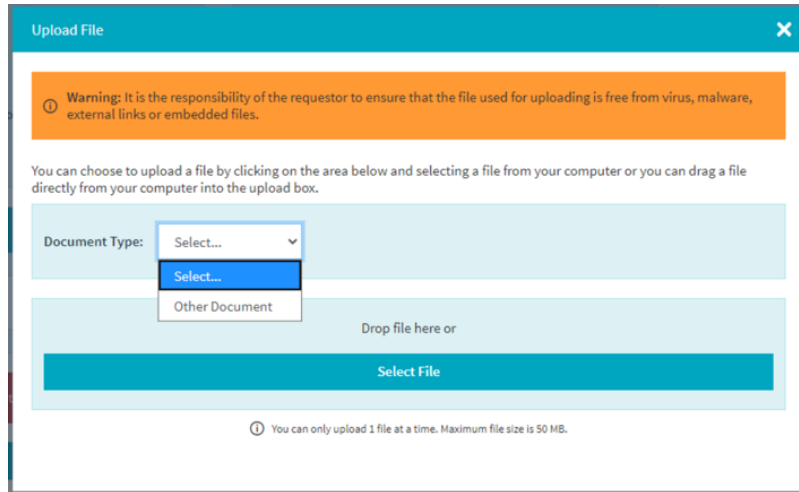 Upload File
Warning: It is the responsibility of the requestor to ensure that the file used for uploading is free from virus, malware,
external links or embedded files.
You can choose to upload a file by clicking on the area below and selecting a file from your computer or you can drag a file
directly from your computer into the upload box.
Document Type: Select...
Select...
Other Document
Drop file here or
Select File
You can only upload 1 file at a time. Maximum file size is 50 MB.